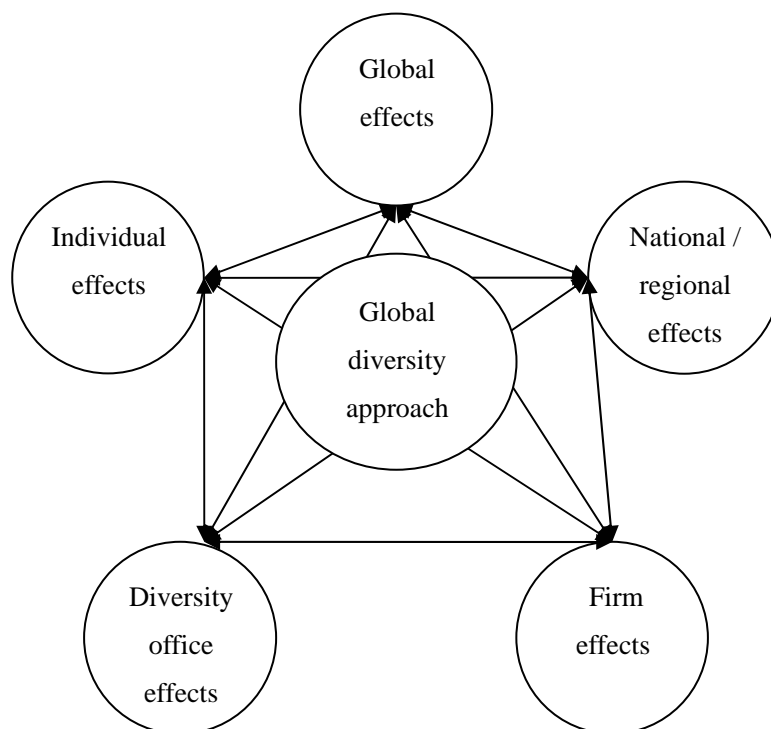 Global
effects
Individual
effects
National /
regional
effects
Global
diversity
approach
Diversity
office
effects
Firm
effects